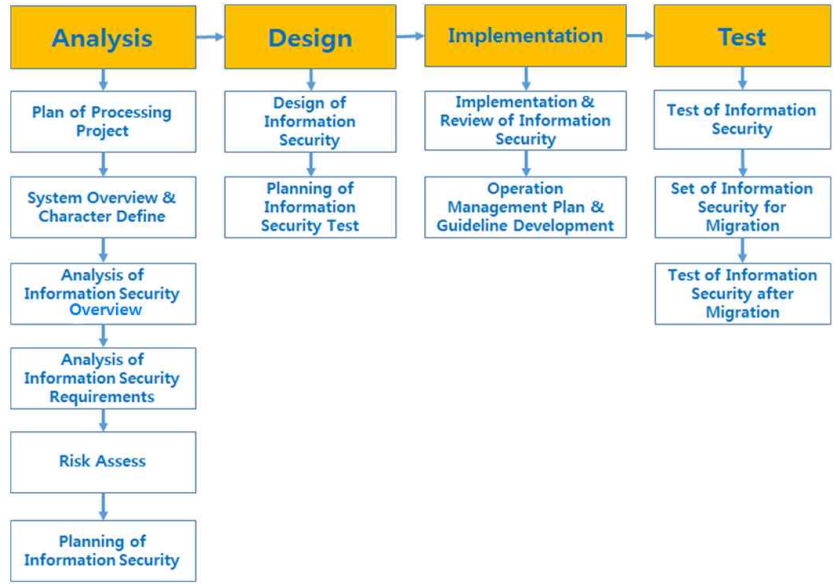 Analysis
Design
Implementation
Test
Plan of Processing
Project
System Overview &
Character Define
Analysis of
Information Security
Overview
Analysis of
Information Security
Requirements
Risk Assess
Planning of
Information Security
Design of
Information
Security
Planning of
Information
Security Test
Implementation &
Review of Information
Security
Operation
Management Plan &
Guideline Development
Test of Information
Security
Set of Information
Security for
Migration
Test of Information
Security after
Migration